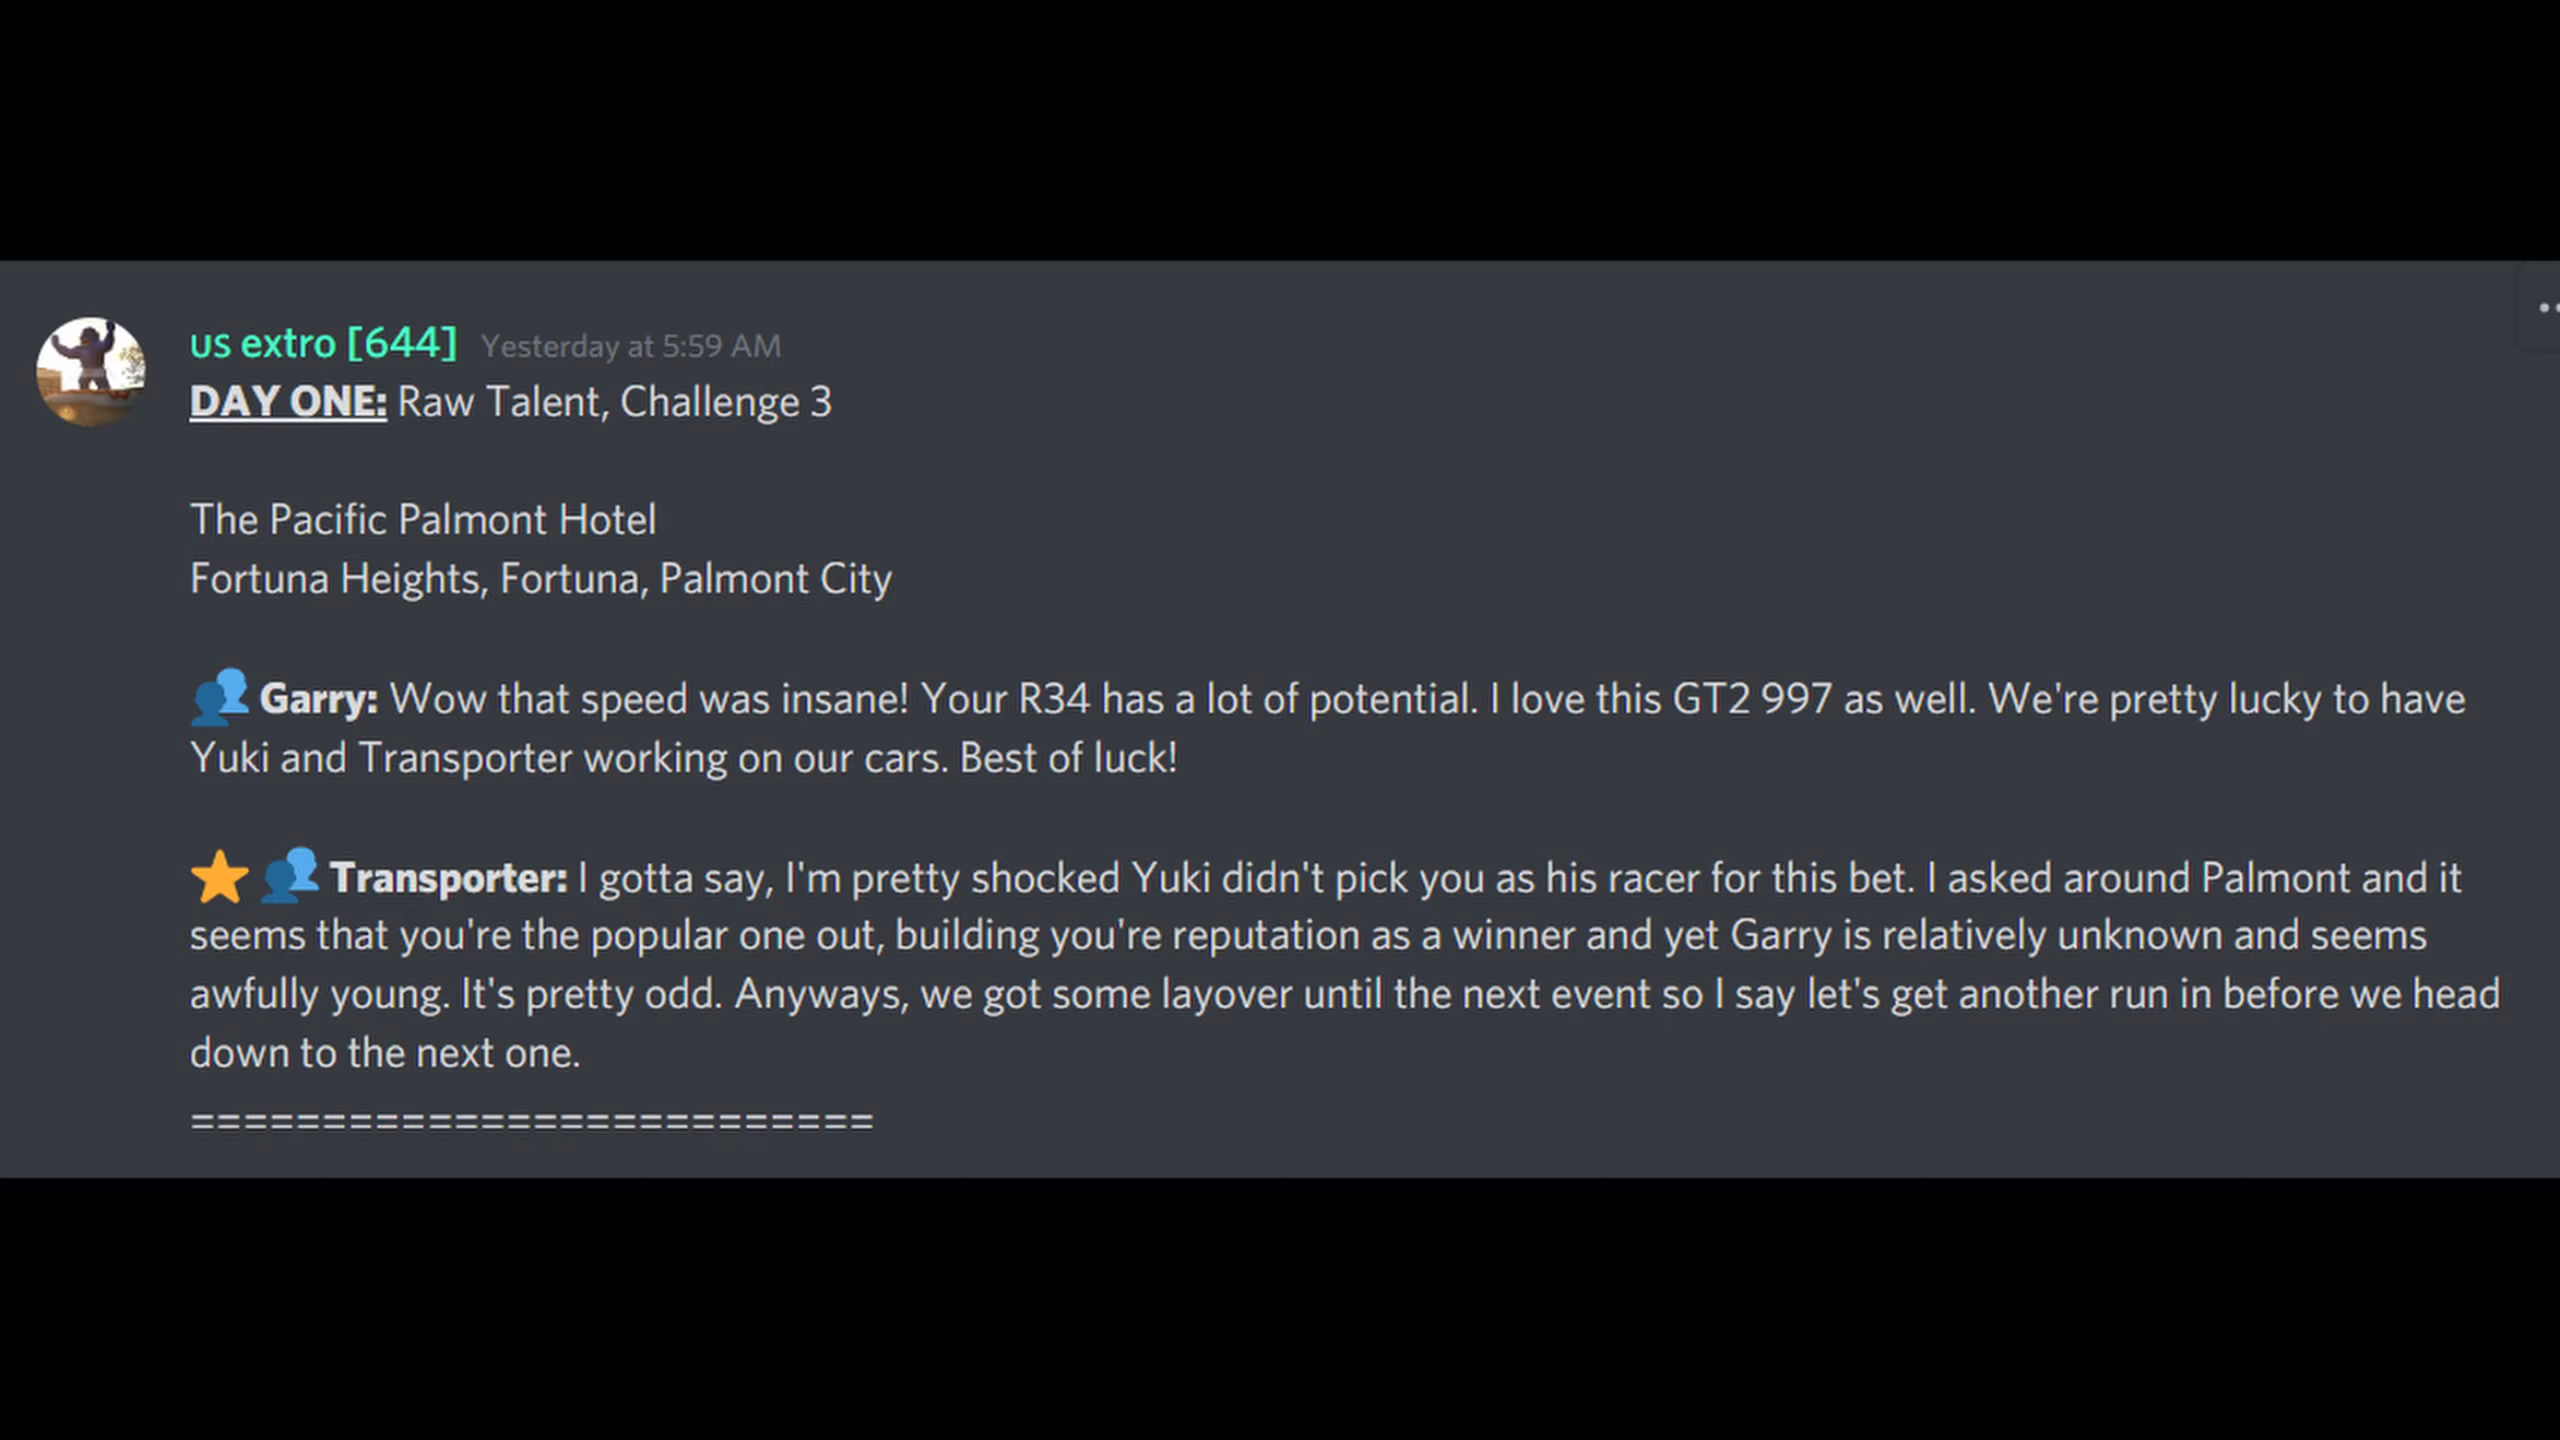 US extro [644] Yesterday at 5:59 AM
DAY ONE: Raw Talent, Challenge 3
The Pacific Palmont Hotel
Fortuna Heights, Fortuna, Palmont City
Garry: Wow that speed was insane! Your R34 has a lot of potential. I love this GT2 997 as well. We're pretty lucky to have
Yuki and Transporter working on our cars. Best of luck!
Transporter: I gotta say, I'm pretty shocked Yuki didn't pick you as his racer for this bet. I asked around Palmont and it
seems that you're the popular one out, building you're reputation as a winner and yet Garry is relatively unknown and seems
awfully young. It's pretty odd. Anyways, we got some layover until the next event so I say let's get another run in before we head
down to the next one.
==========================